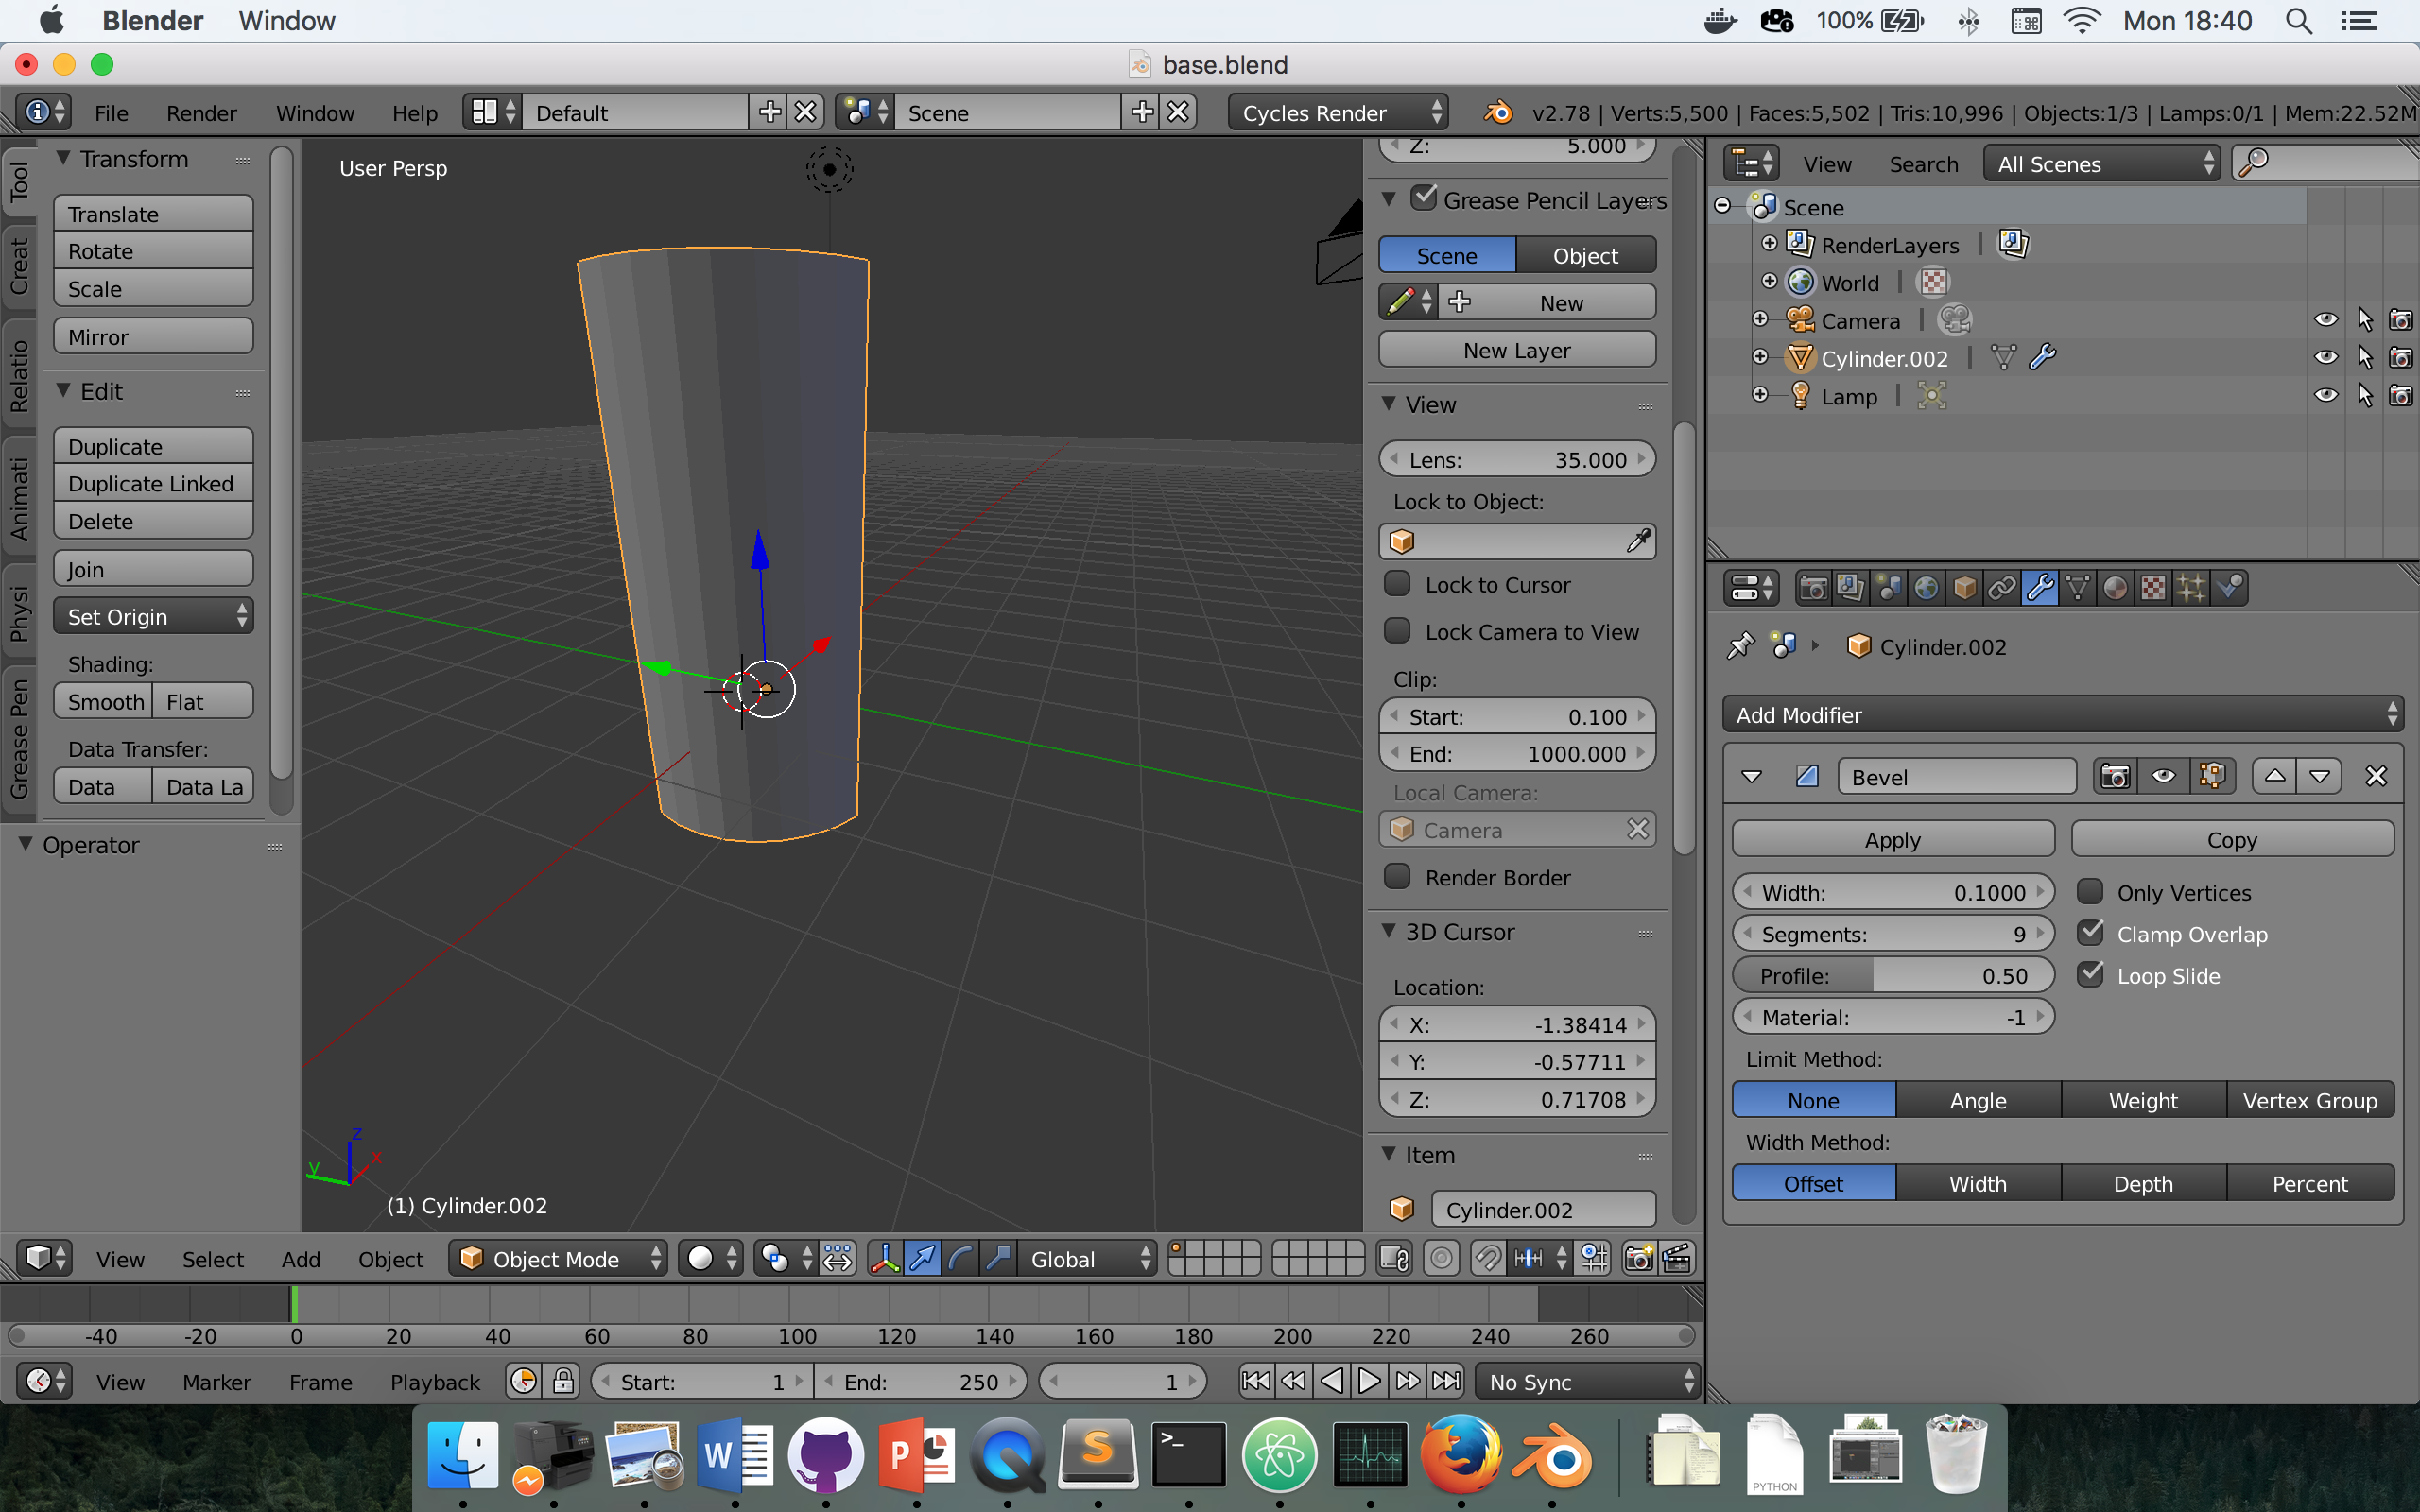 Blender Window 100% Mon 18:40
base.blend
File Render Window Help Default Scene Cycles Render v2.78 | Verts:5,500 | Faces:5,502 | Tris:10,996 | Objects:1/3 | Lamps:0/1 | Mem:22.52M
Tool
Creat
Relatio
Animati
Physi
Grease Pen
Transform
Translate
Rotate
Scale
Mirror
Edit
Duplicate
Duplicate Linked
Delete
Join
Set Origin
Shading:
Smooth Flat
Data Transfer:
Data Data La
Operator
User Persp
z
x
y
(1) Cylinder.002
Z: 5.000
Grease Pencil Layers
Scene Object
New
New Layer
View
Lens: 35.000
Lock to Object:
Lock to Cursor
Lock Camera to View
Clip:
Start: 0.100
End: 1000.000
Local Camera:
Camera
Render Border
3D Cursor
Location:
X: -1.38414
Y: -0.57711
Z: 0.71708
Item
Cylinder.002
View Search All Scenes
Scene
RenderLayers |
World |
Camera |
Cylinder.002 |
Lamp |
Cylinder.002
Add Modifier
Bevel
Apply Copy
Width: 0.1000 Only Vertices
Segments: 9 Clamp Overlap
Profile: 0.50 Loop Slide
Material: -1
Limit Method:
None Angle Weight Vertex Group
Width Method:
Offset Width Depth Percent
View Select Add Object Object Mode Global
-40 -20 0 20 40 60 80 100 120 140 160 180 200 220 240 260
View Marker Frame Playback Start: 1 End: 250 1 No Sync
W P S >_ PYTHON